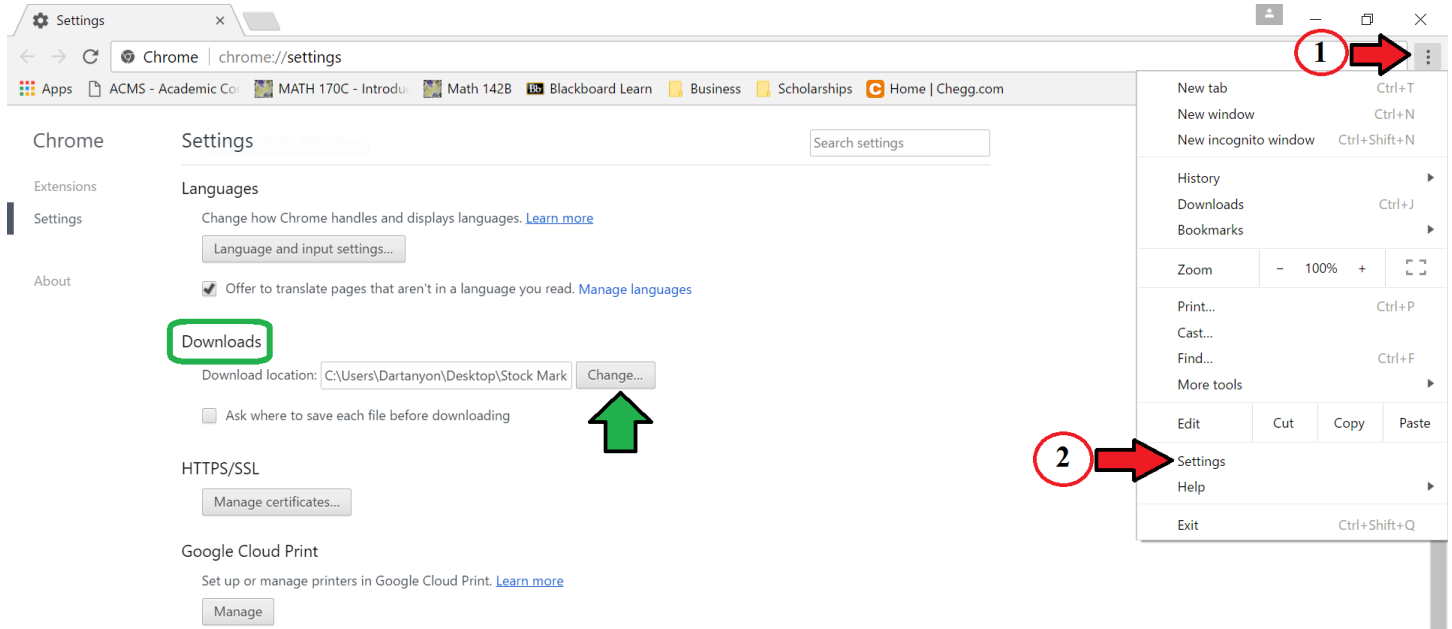 Settings
Chrome chrome://settings
1
Apps ACMS - Academic Co MATH 170C - Introdu Math 142B Bb Blackboard Learn Business Scholarships C Home | Chegg.com
Chrome
Extensions
Settings
About
Settings
Search settings
Languages
Change how Chrome handles and displays languages. Learn more
Language and input settings...
Offer to translate pages that aren't in a language you read. Manage languages
Downloads
Download location: C:\Users\Dartanyon\Desktop\Stock Mark Change...
Ask where to save each file before downloading
HTTPS/SSL
Manage certificates...
Google Cloud Print
Set up or manage printers in Google Cloud Print. Learn more
Manage
New tab Ctrl+T
New window Ctrl+N
New incognito window Ctrl+Shift+N
History
Downloads Ctrl+J
Bookmarks
Zoom - 100% +
Print... Ctrl+P
Cast...
Find... Ctrl+F
More tools
Edit Cut Copy Paste
2
Settings
Help
Exit Ctrl+Shift+Q